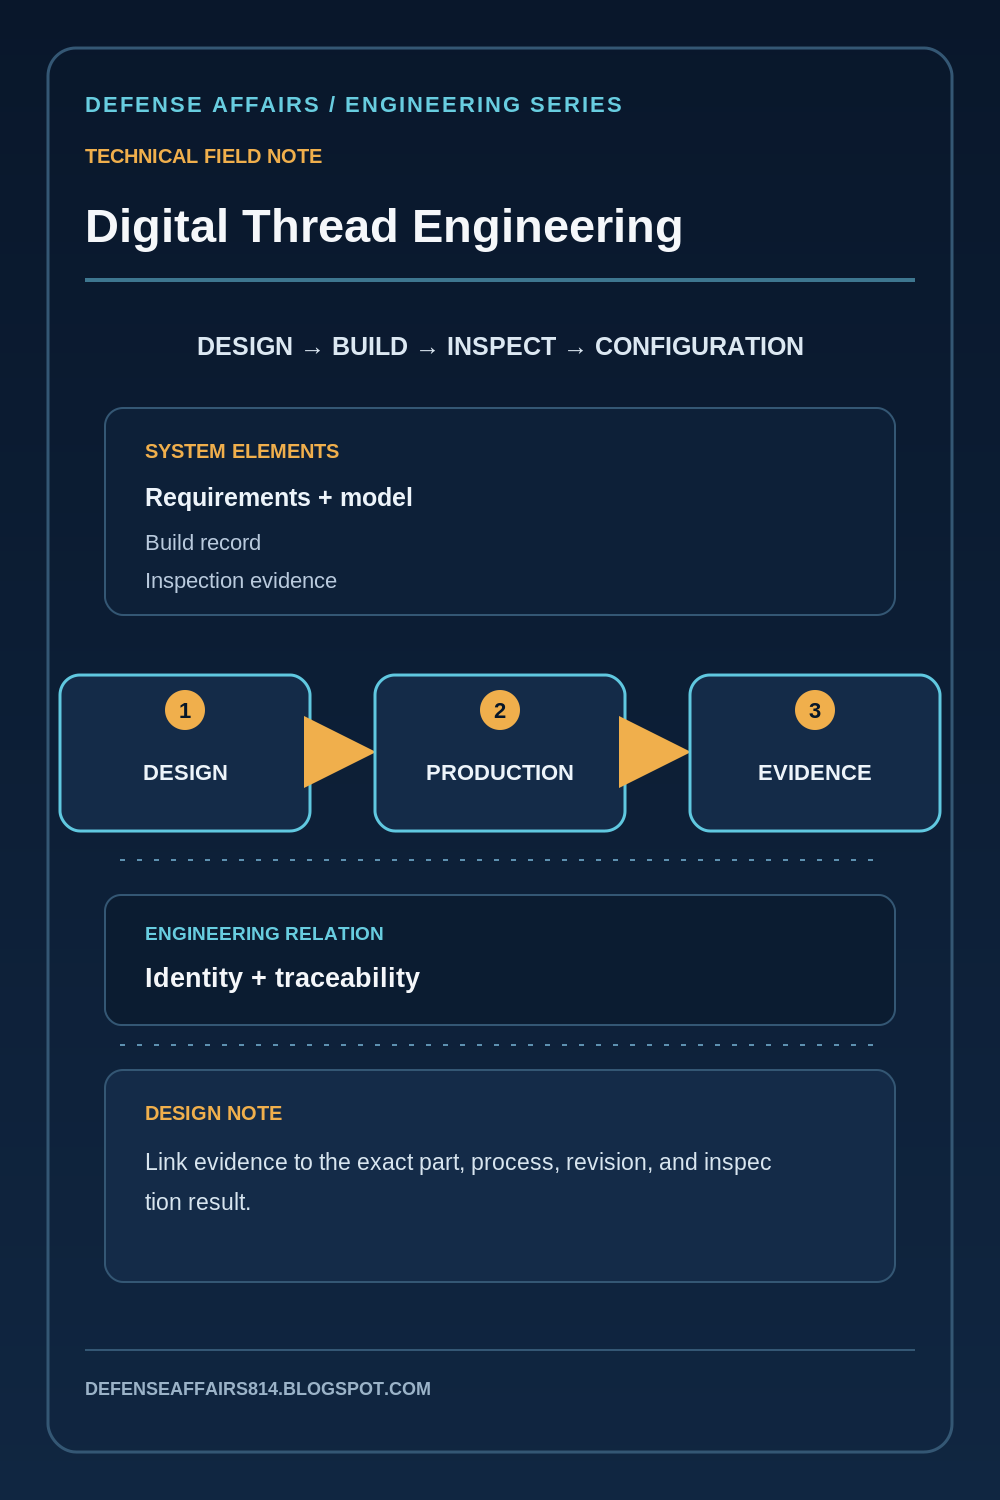 DEFENSE AFFAIRS / ENGINEERING SERIES
TECHNICAL FIELD NOTE
Digital Thread Engineering
DESIGN → BUILD → INSPECT → CONFIGURATION
SYSTEM ELEMENTS
Requirements + model
Build record
Inspection evidence
1
DESIGN
2
PRODUCTION
3
EVIDENCE
ENGINEERING RELATION
Identity + traceability
DESIGN NOTE
Link evidence to the exact part, process, revision, and inspec
tion result.
DEFENSEAFFAIRS814.BLOGSPOT.COM